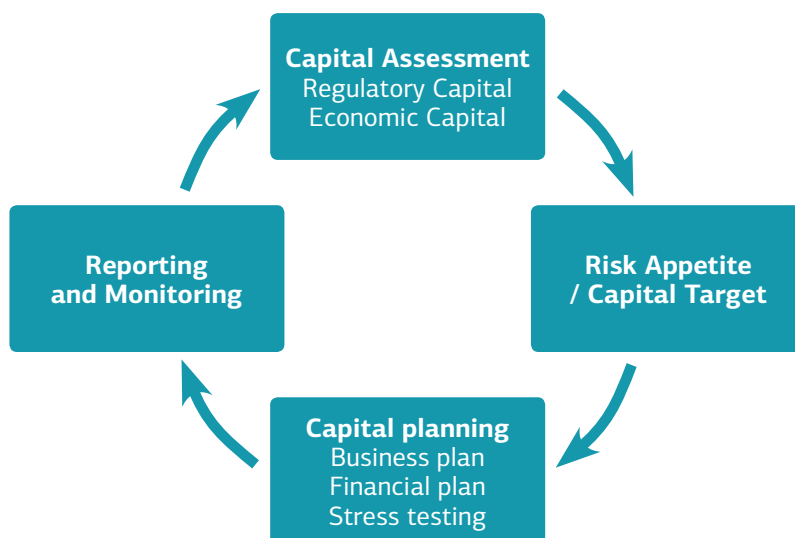 Capital Assessment
Regulatory Capital
Economic Capital
Reporting
and Monitoring
Risk Appetite
/ Capital Target
Capital planning
Business plan
Financial plan
Stress testing